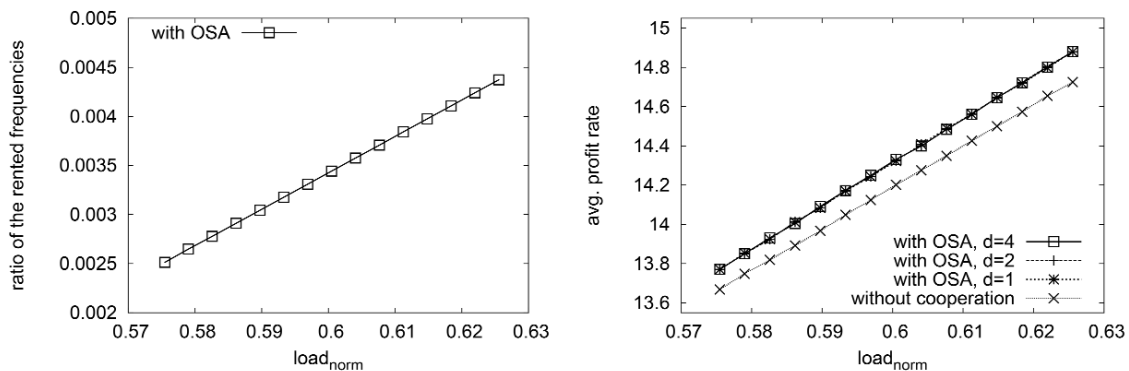 ratio of the rented frequencies
0.005
0.0045
0.004
0.0035
0.003
0.0025
0.002
with OSA
0.57 0.58 0.59 0.6 0.61 0.62 0.63
load_norm
avg. profit rate
15
14.8
14.6
14.4
14.2
14
13.8
13.6
with OSA, d=4
with OSA, d=2
with OSA, d=1
without cooperation
0.57 0.58 0.59 0.6 0.61 0.62 0.63
load_norm